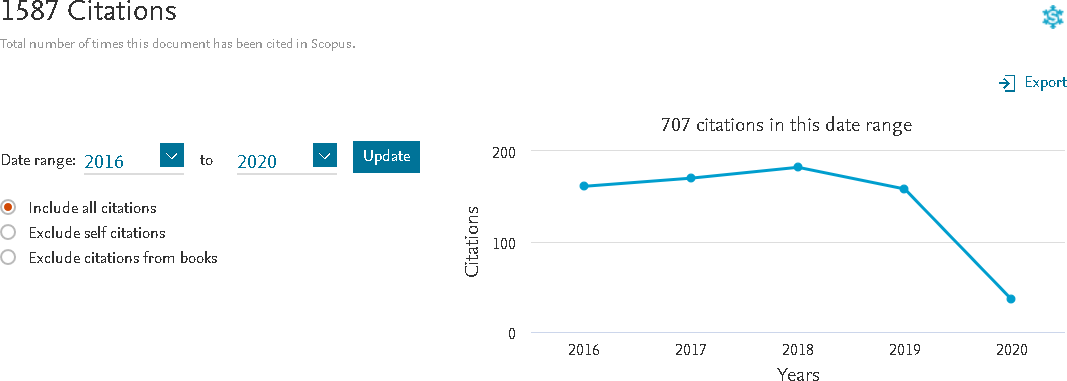 1587 Citations
Total number of times this document has been cited in Scopus.
S
Export
Date range: 2016 to 2020 Update
Include all citations
Exclude self citations
Exclude citations from books
707 citations in this date range
Citations
200
100
0
2016 2017 2018 2019 2020
Years